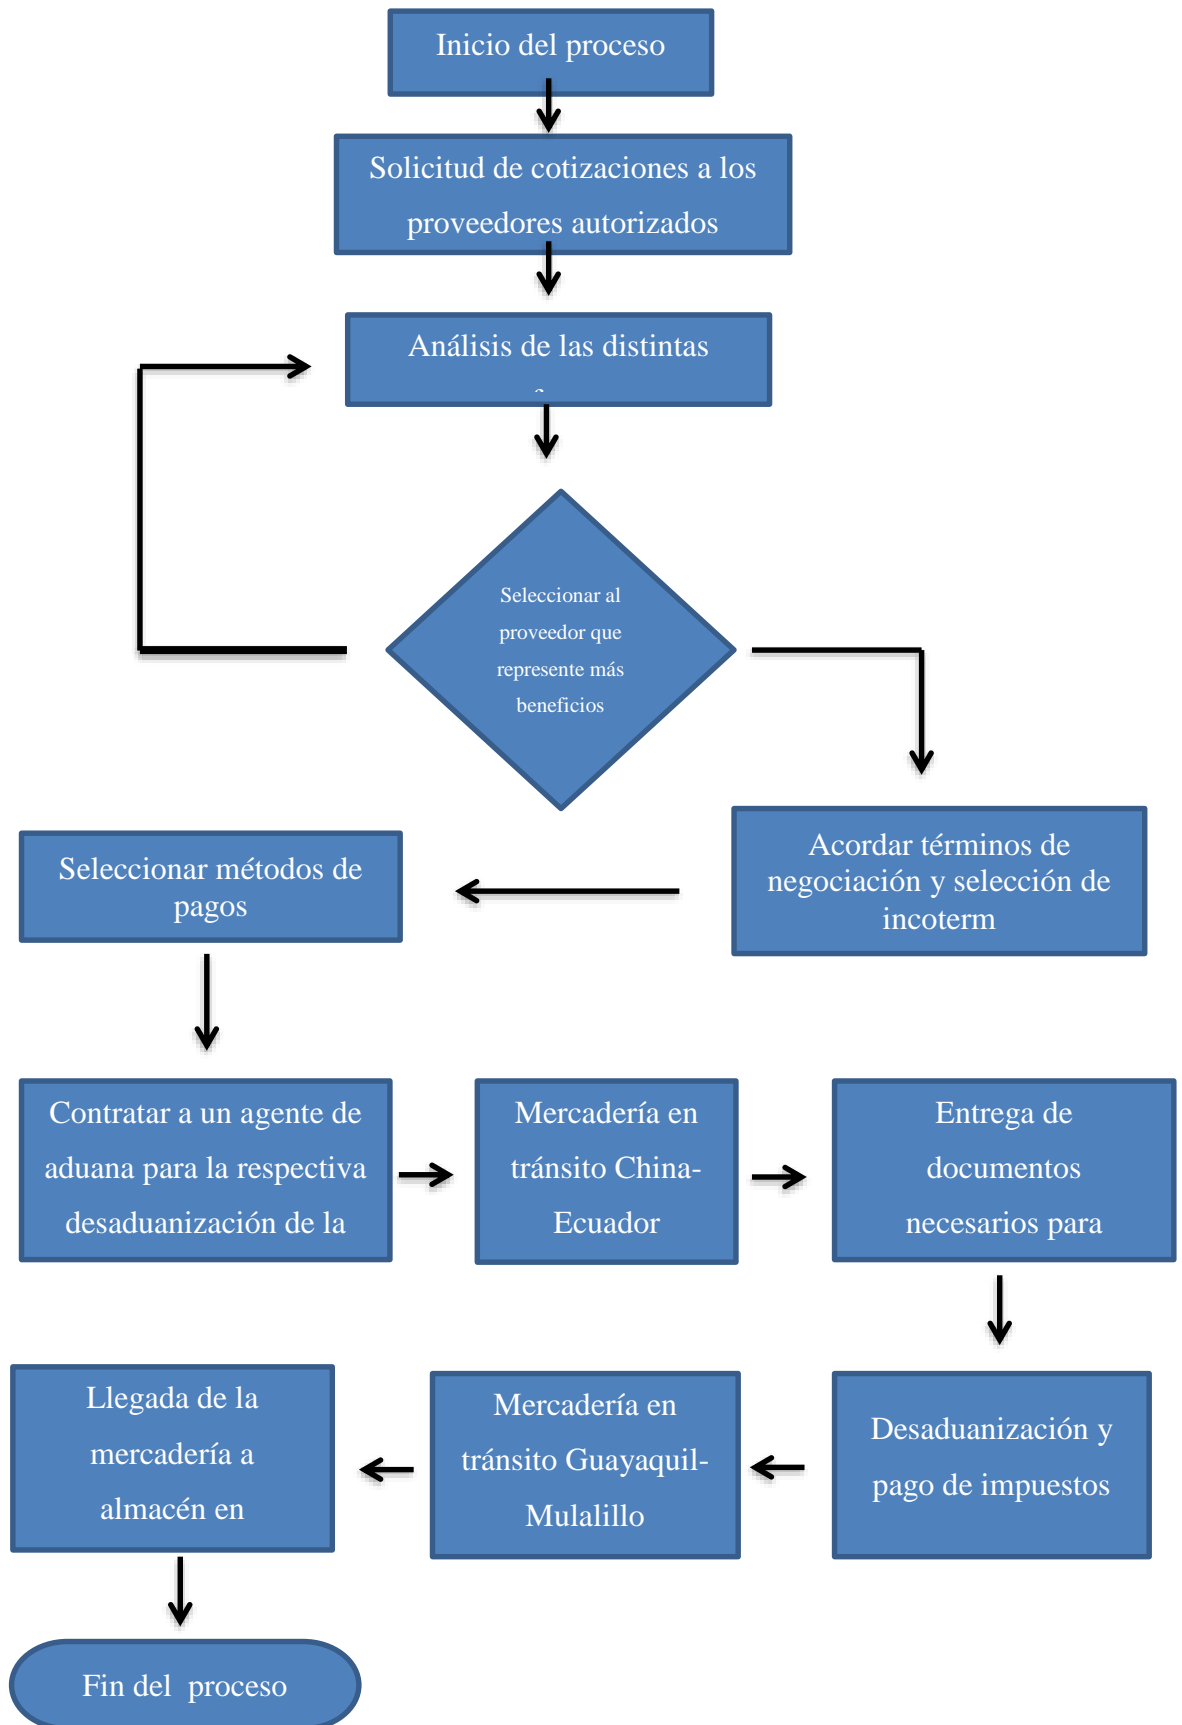 Inicio del proceso
Solicitud de cotizaciones a los
proveedores autorizados
Análisis de las distintas
Seleccionar al
proveedor que
represente más
beneficios
Acordar términos de
negociación y selección de
incoterm
Seleccionar métodos de
pagos
Contratar a un agente de
aduana para la respectiva
desaduanización de la
Mercadería en
tránsito China-
Ecuador
Entrega de
documentos
necesarios para
Desaduanización y
pago de impuestos
Mercadería en
tránsito Guayaquil-
Mulalillo
Llegada de la
mercadería a
almacén en
Fin del  proceso